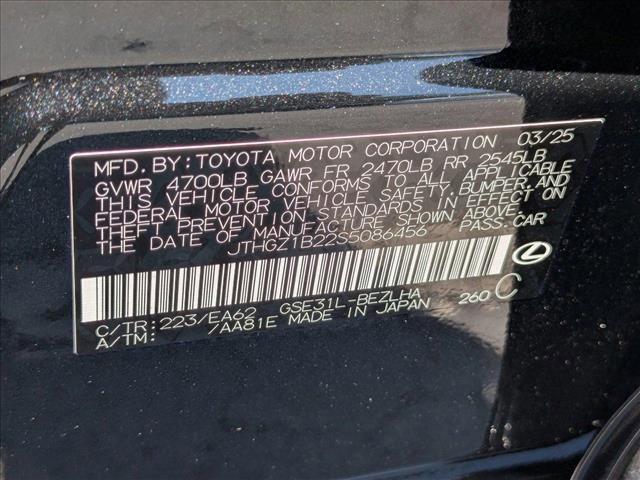 MFD.BY:TOYOTA MOTOR CORPORATION 03/25
GVWR 4700LB GAWR FR 2470LB RR 2545LB
THIS VEHICLE CONFORMS TO ALL APPLICABLE
FEDERAL MOTOR VEHICLE SAFETY,BUMPER,AND
THEFT PREVENTION STANDARDS IN EFFECT ON
THE DATE OF MANUFACTURE SHOWN ABOVE.
JTHGZ1B22S5086456 PASS.CAR
C/TR:223/EA62 GSE31L-BEZLHA 260 C
A/TM: /AA81E MADE IN JAPAN